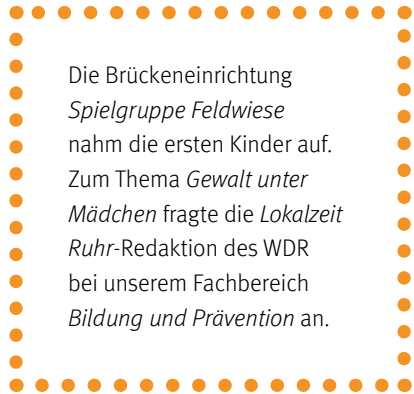 Die Brückeneinrichtung
Spielgruppe Feldwiese
nahm die ersten Kinder auf.
Zum Thema Gewalt unter
Mädchen fragte die Lokalzeit
Ruhr-Redaktion des WDR
bei unserem Fachbereich
Bildung und Prävention an.